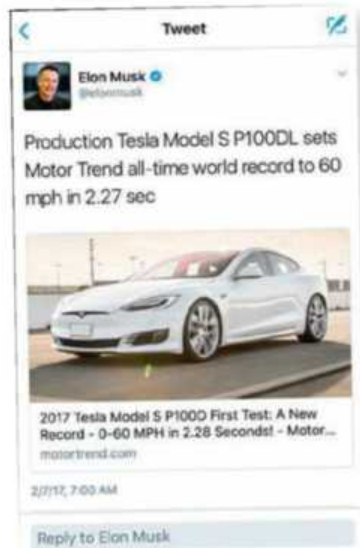 Tweet
Elon Musk
@elonmusk
Production Tesla Model S P100DL sets
Motor Trend all-time world record to 60
mph in 2.27 sec
2017 Tesla Model S P100D First Test: A New
Record - 0-60 MPH in 2.28 Seconds! - Motor...
motortrend.com
2/7/17, 7:00 AM
Reply to Elon Musk